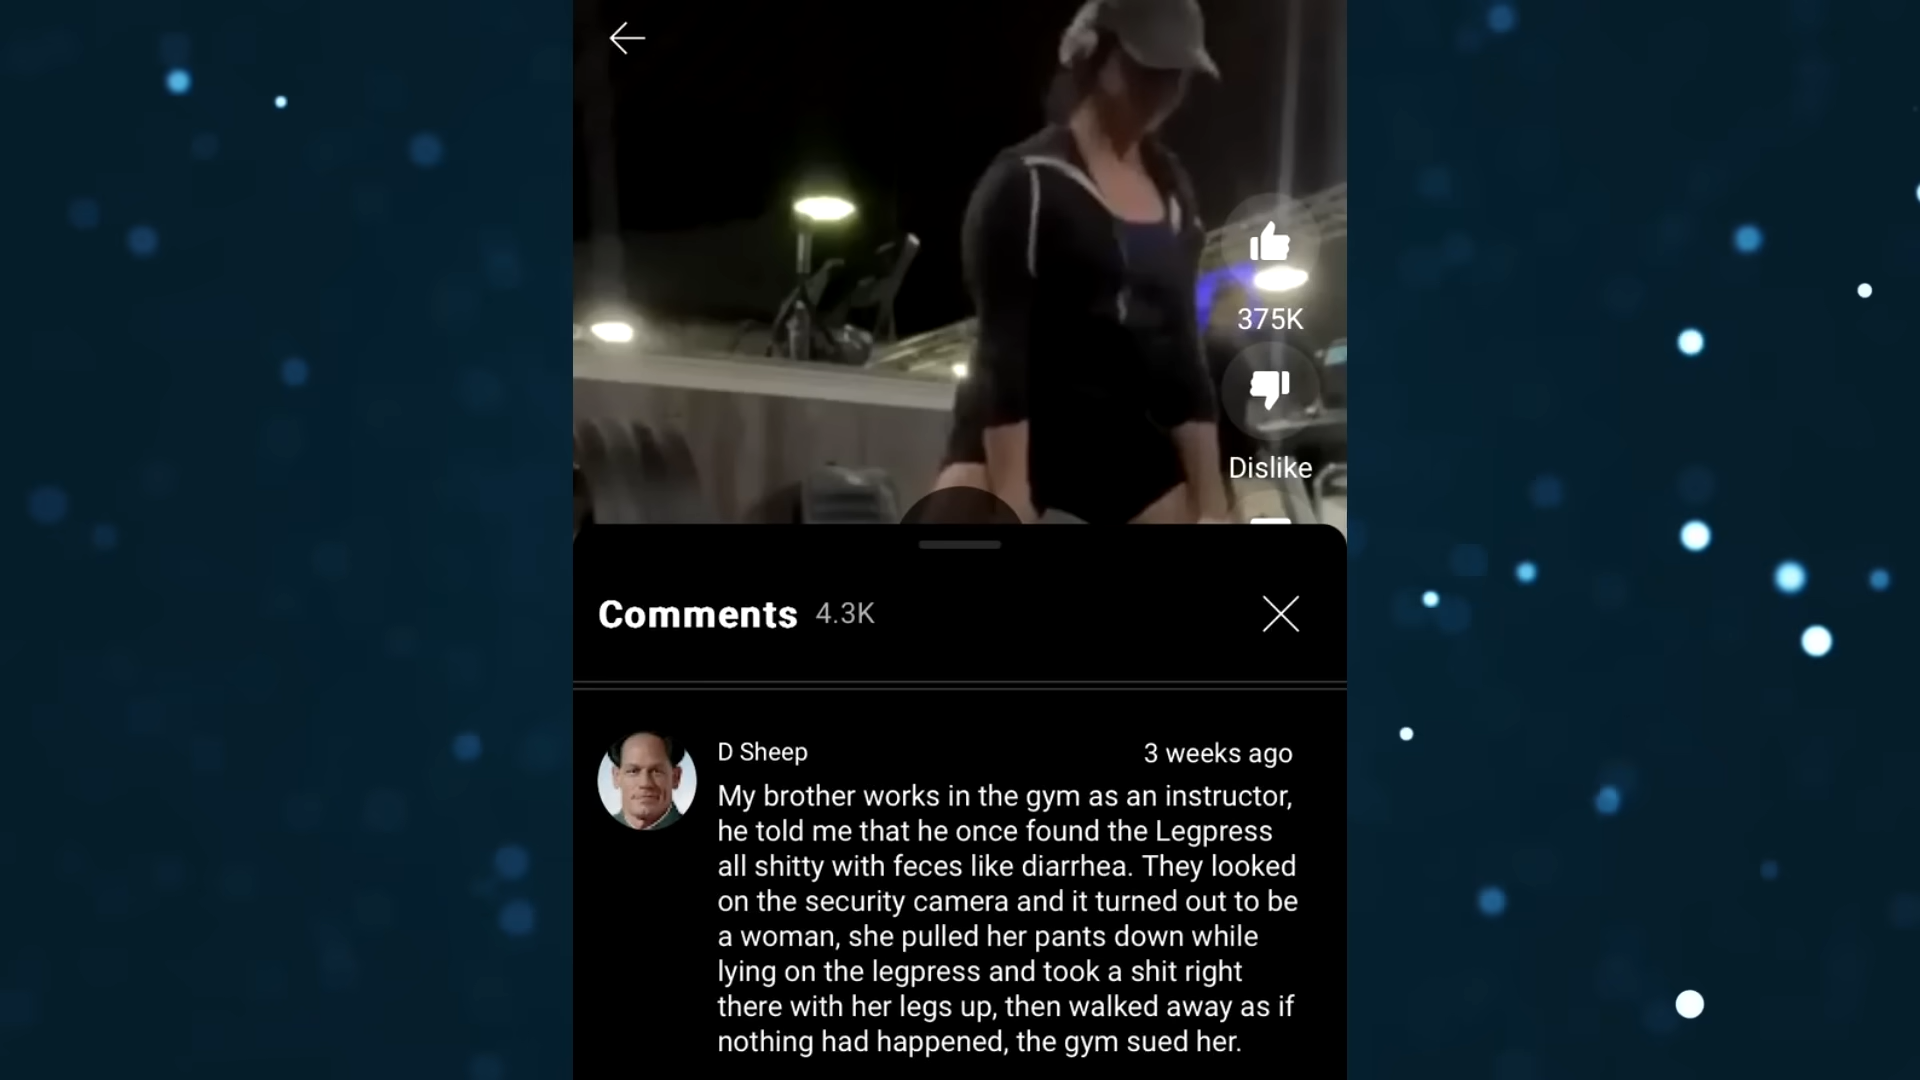 375K
Dislike
Comments 4.3K
D Sheep 3 weeks ago
My brother works in the gym as an instructor,
he told me that he once found the Legpress
all shitty with feces like diarrhea. They looked
on the security camera and it turned out to be
a woman, she pulled her pants down while
lying on the legpress and took a shit right
there with her legs up, then walked away as if
nothing had happened, the gym sued her.